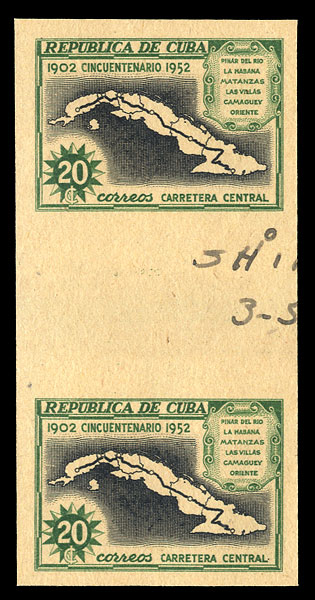 REPUBLICA DE CUBA
1902 CINCUENTENARIO 1952
PINAR DEL RIO
LA HABANA
MATANZAS
LAS VILLAS
CAMAGUEY
ORIENTE
20
correos CARRETERA CENTRAL
3-
REPUBLICA DE CUBA
1902 CINCUENTENARIO 1952
PINAR DEL RIO
LA HABANA
MATANZAS
LAS VILLAS
CAMAGUEY
ORIENTE
20
correos CARRETERA CENTRAL